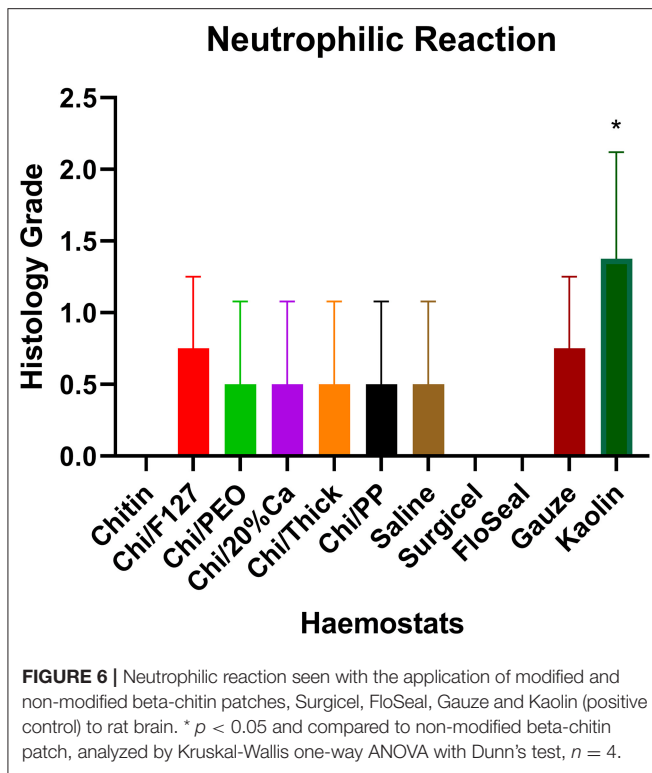 Neutrophilic Reaction
2.5
2.0
1.5
1.0
0.5
0.0
Histology Grade
*
Chitin
Chi/F127
Chi/PEO
Chi/20%Ca
Chi/Thick
Chi/PP
Saline
Surgicel
FloSeal
Gauze
Kaolin
Haemostats
FIGURE 6 | Neutrophilic reaction seen with the application of modified and
non-modified beta-chitin patches, Surgicel, FloSeal, Gauze and Kaolin (positive
control) to rat brain. * p < 0.05 and compared to non-modified beta-chitin
patch, analyzed by Kruskal-Wallis one-way ANOVA with Dunn's test, n = 4.